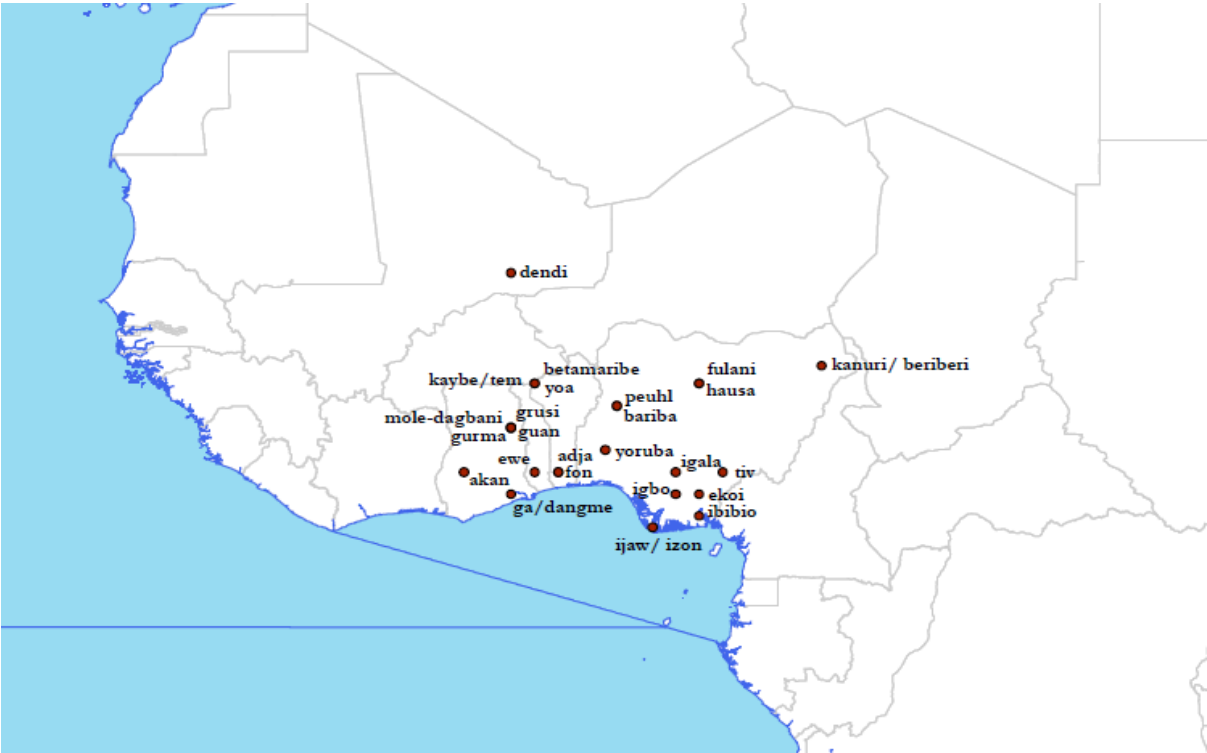 dendi
kanuri/ beriberi
betamaribe
yoa
kaybe/tem
fulani
hausa
peuhl
bariba
mole-dagbani
gurma
grusi
guan
yoruba
adja
fon
ewe
akan
igala
tiv
igbo
ekoi
ibibio
ga/dangme
ijaw/ izon